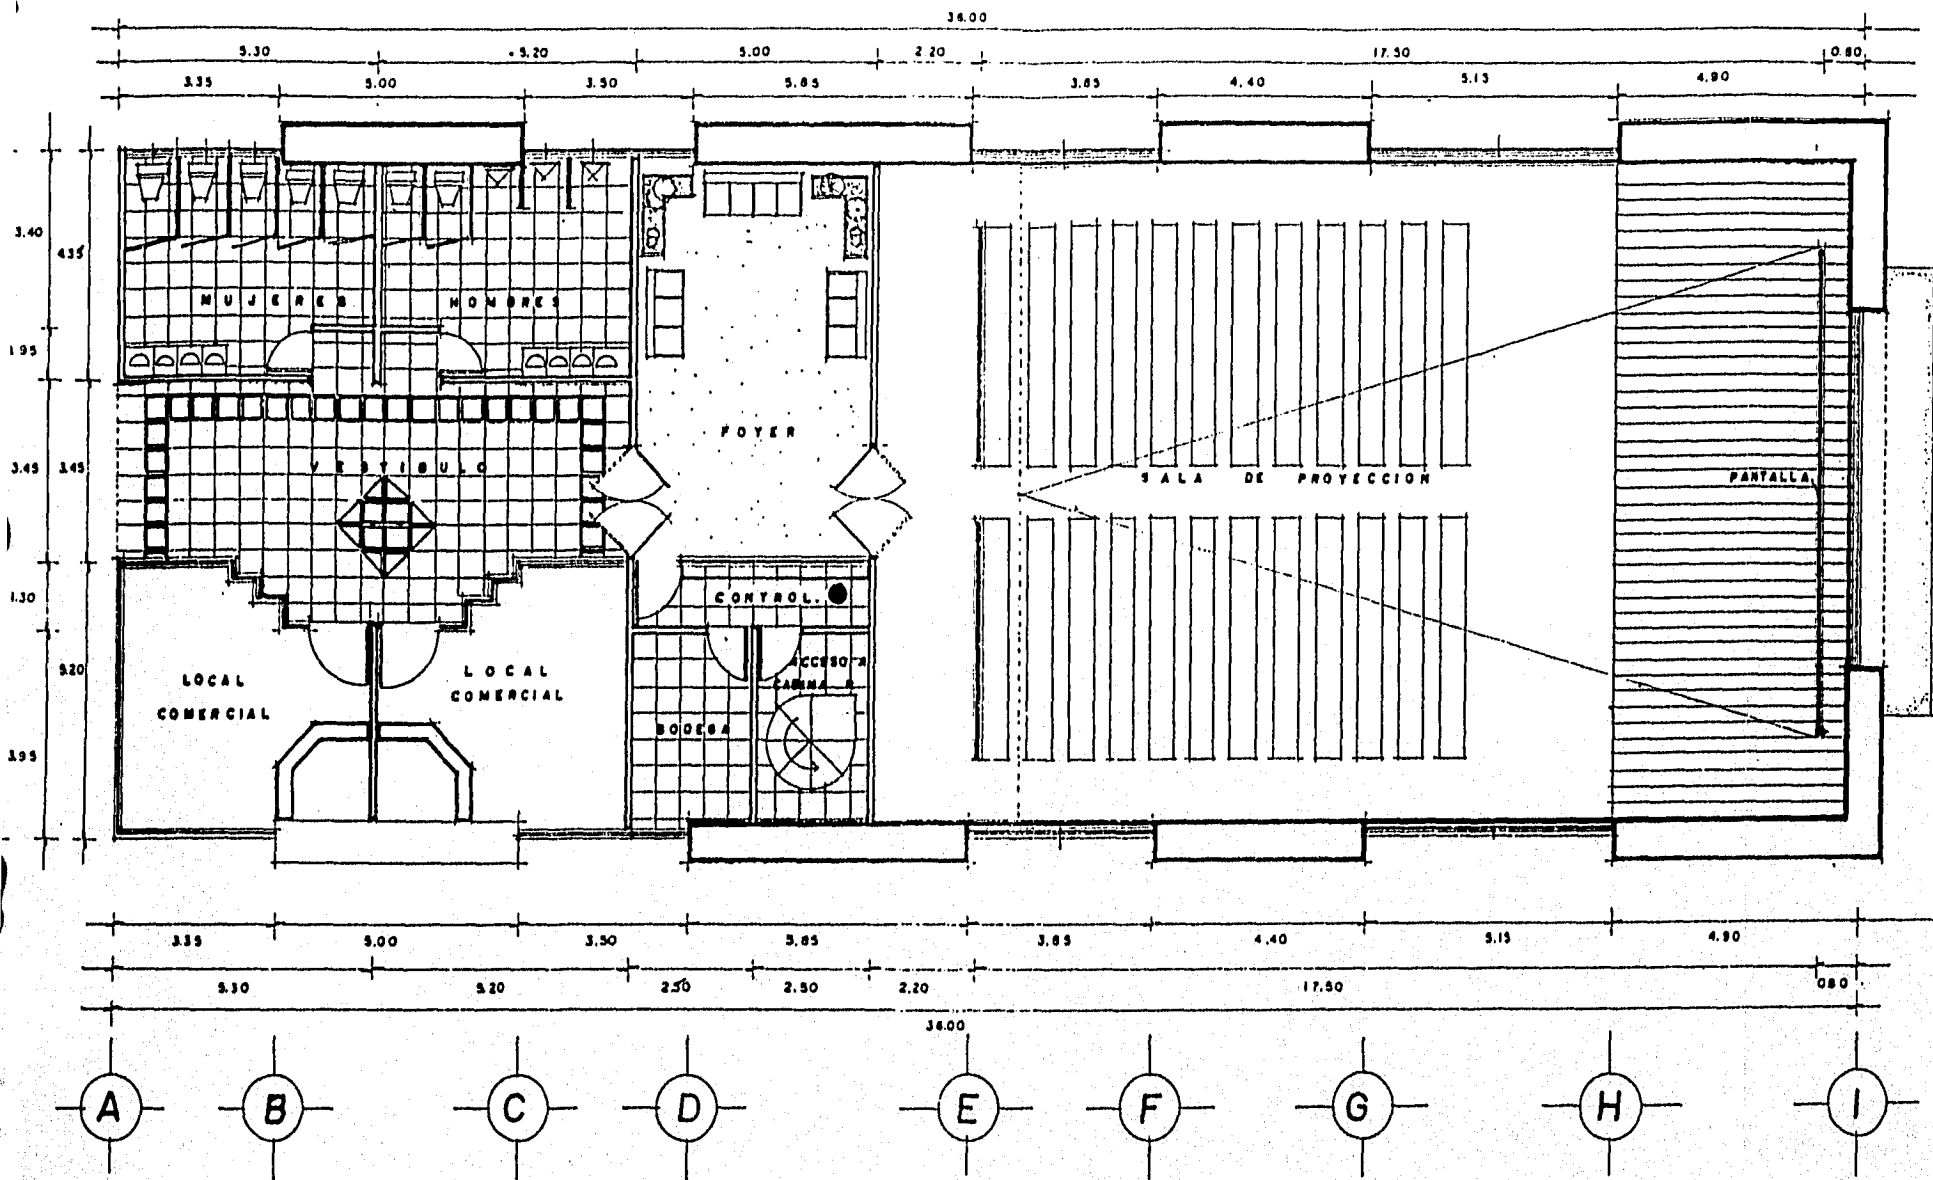 36.00
5.30 5.20 5.00 2.20 17.50 0.80
3.35 5.00 3.50 5.85 3.85 4.40 5.15 4.90
3.40
4.35
MUJERES HOMBRES
1.95
FOYER
3.45 3.45 VESTIBULO
SALA DE PROYECCION PANTALLA
1.30
CONTROL.
5.20
LOCAL
COMERCIAL
LOCAL
COMERCIAL
ACCESO A
BODEGA
3.95
3.35 5.00 3.50 5.85 3.85 4.40 5.15 4.90
5.30 5.20 2.50 2.50 2.20 17.50 080
36.00
A B C D E F G H I